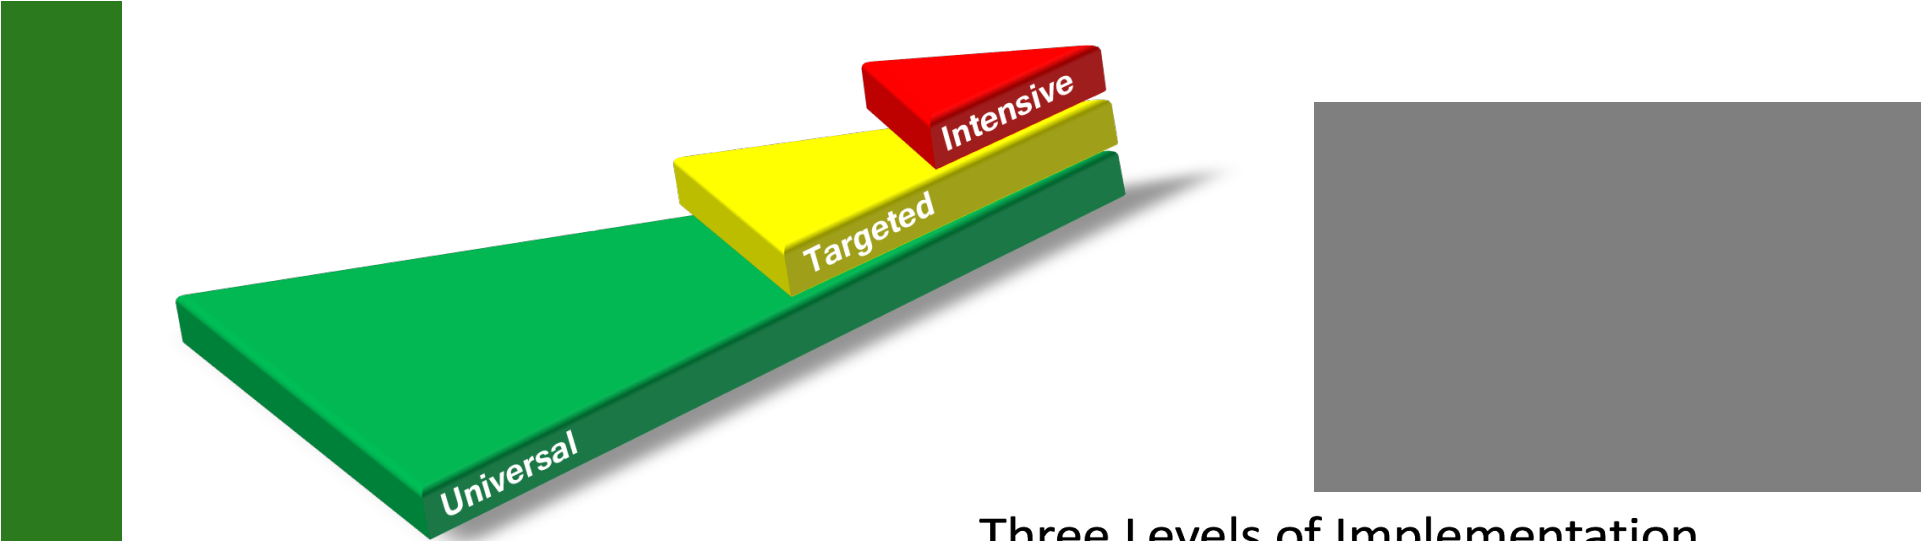 Intensive
Targeted
Universal
Three Levels of Implementation